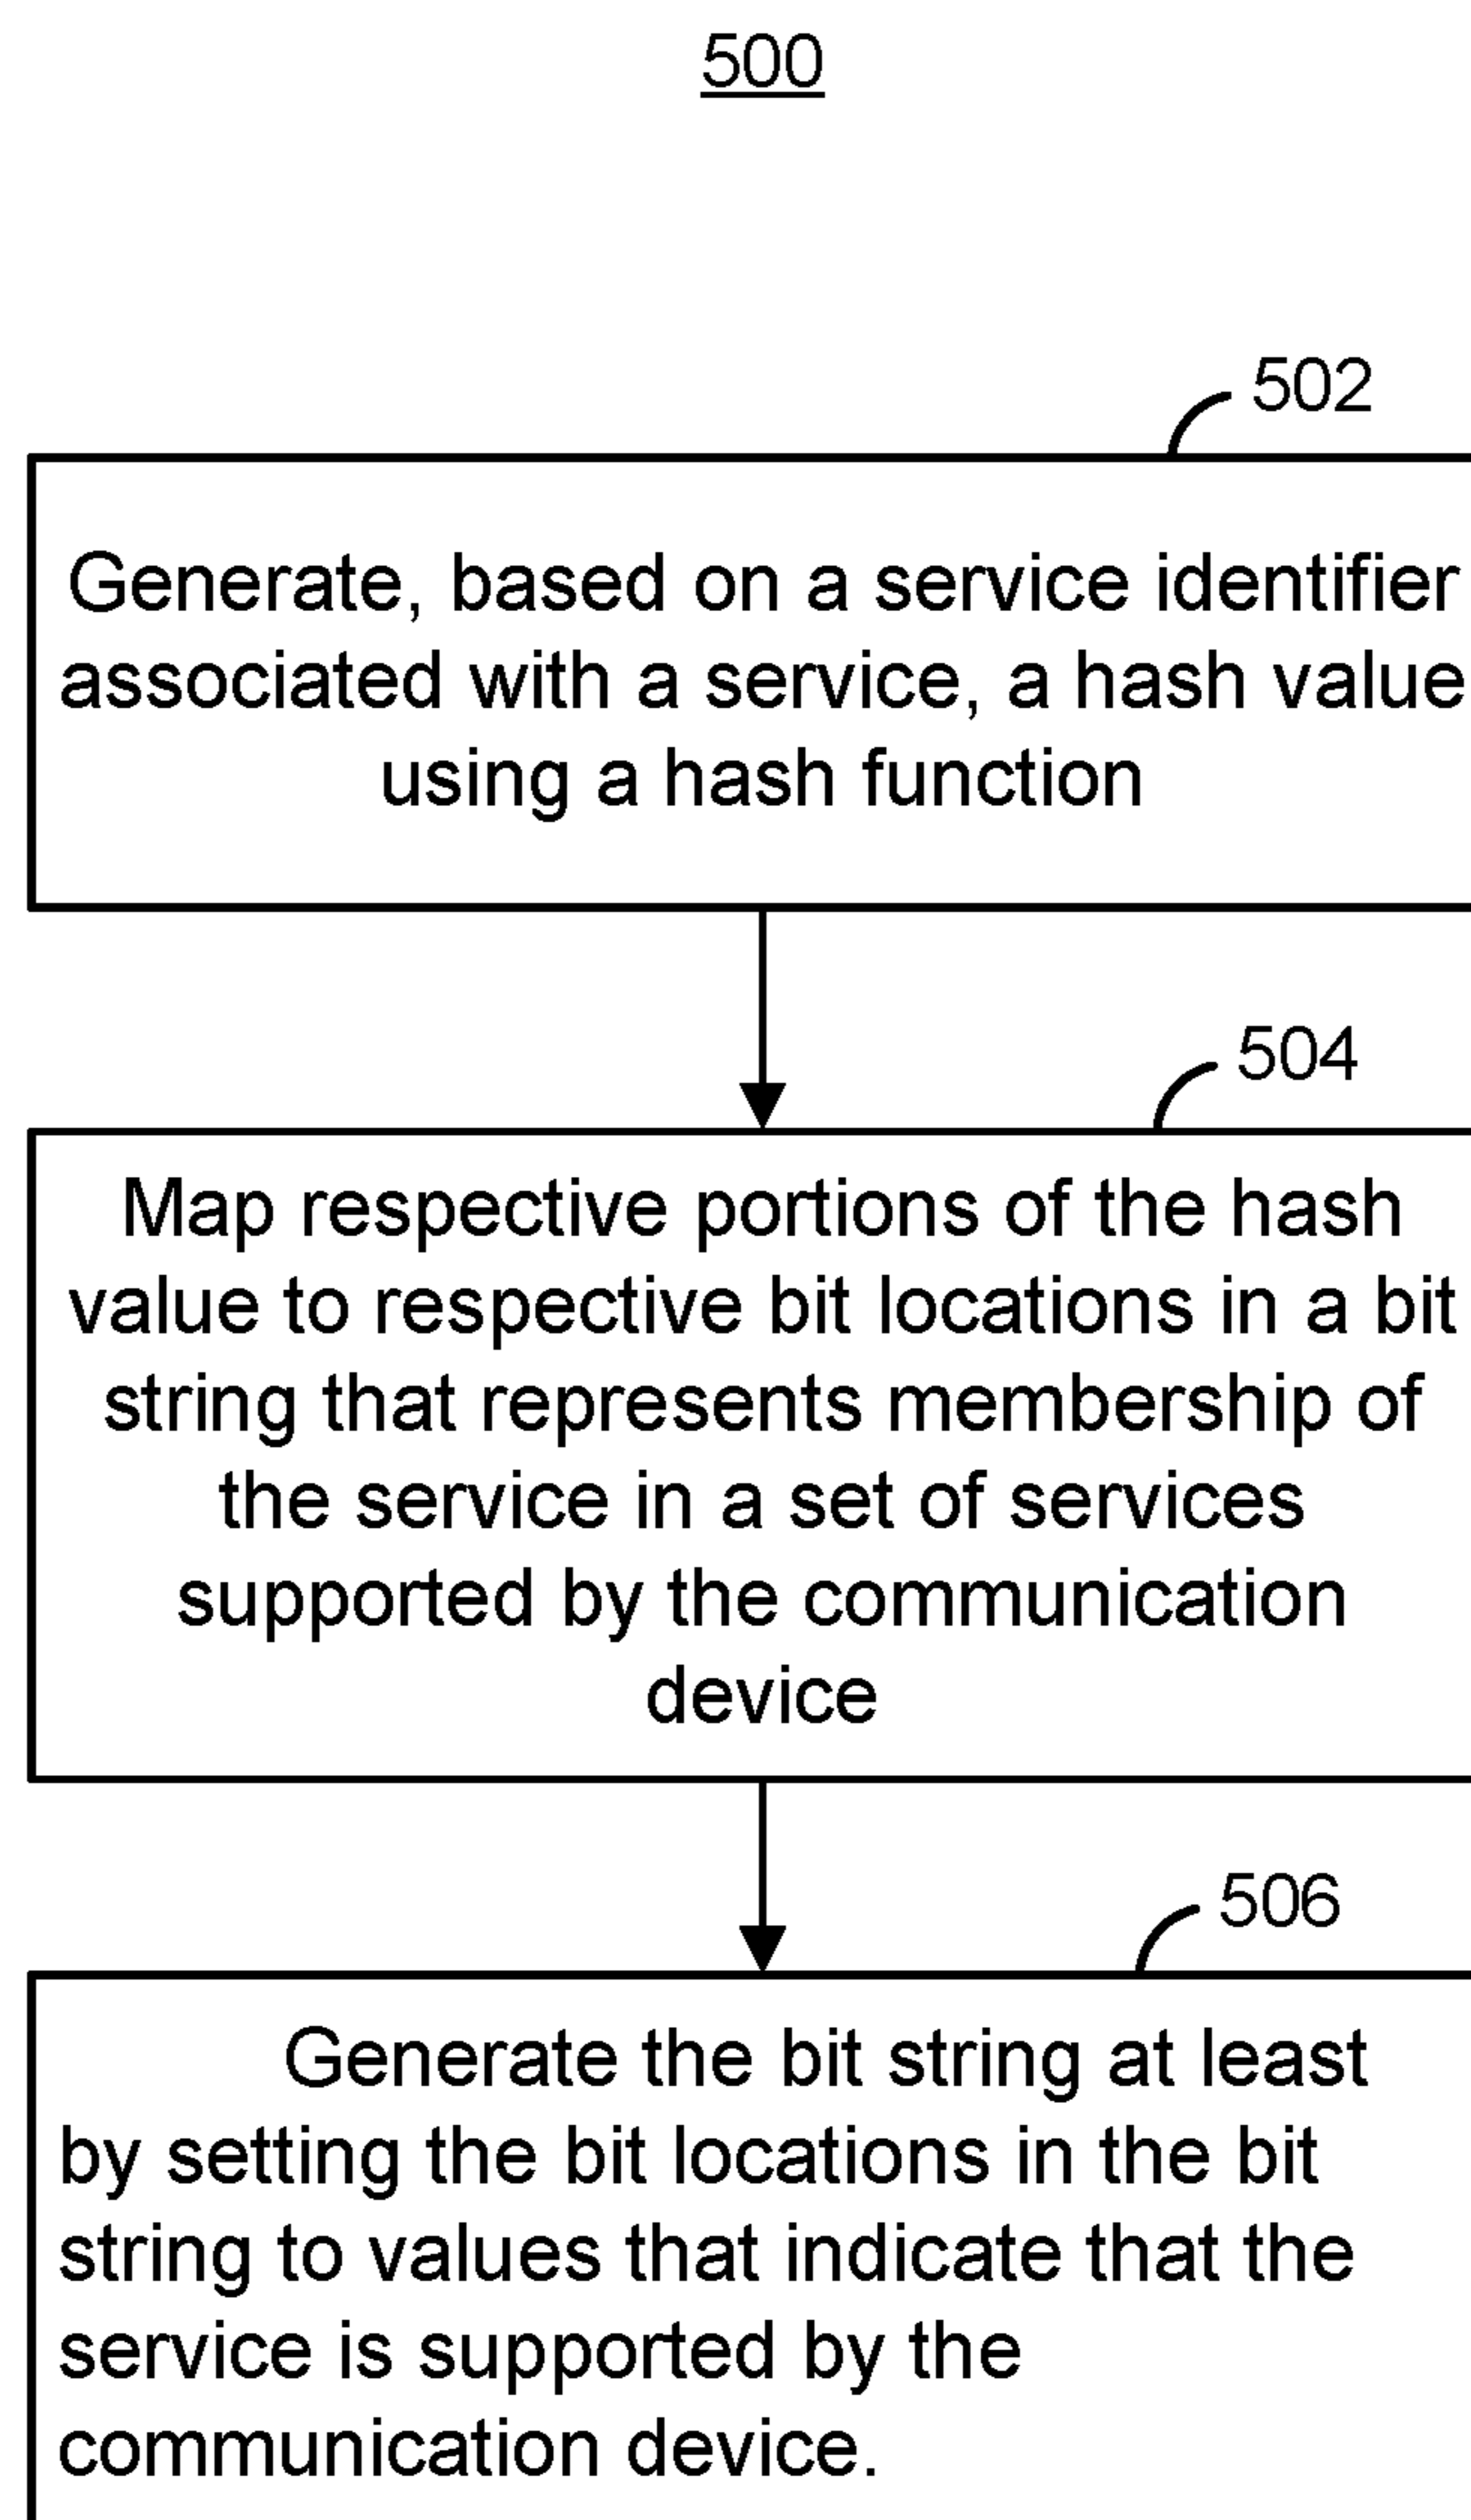 500
502
Generate, based on a service identifier
associated with a service, a hash value
using a hash function
504
Map respective portions of the hash
value to respective bit locations in a bit
string that represents membership of
the service in a set of services
supported by the communication
device
506
Generate the bit string at least
by setting the bit locations in the bit
string to values that indicate that the
service is supported by the
communication device.